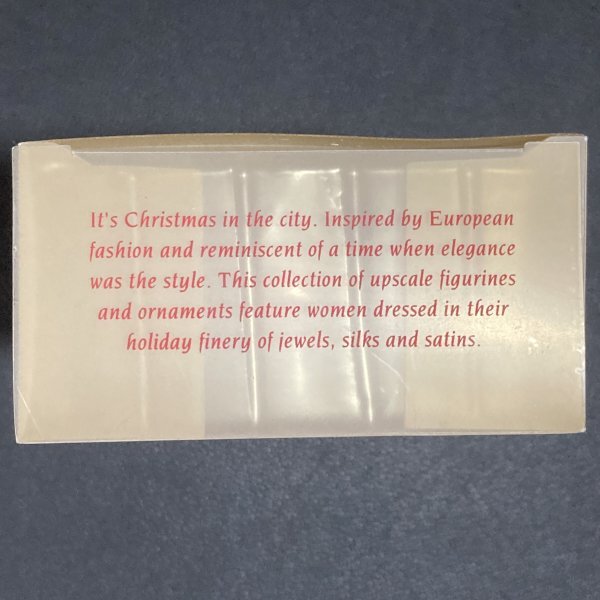 It's Christmas in the city. Inspired by European
fashion and reminiscent of a time when elegance
was the style. This collection of upscale figurines
and ornaments feature women dressed in their
holiday finery of jewels, silks and satins.